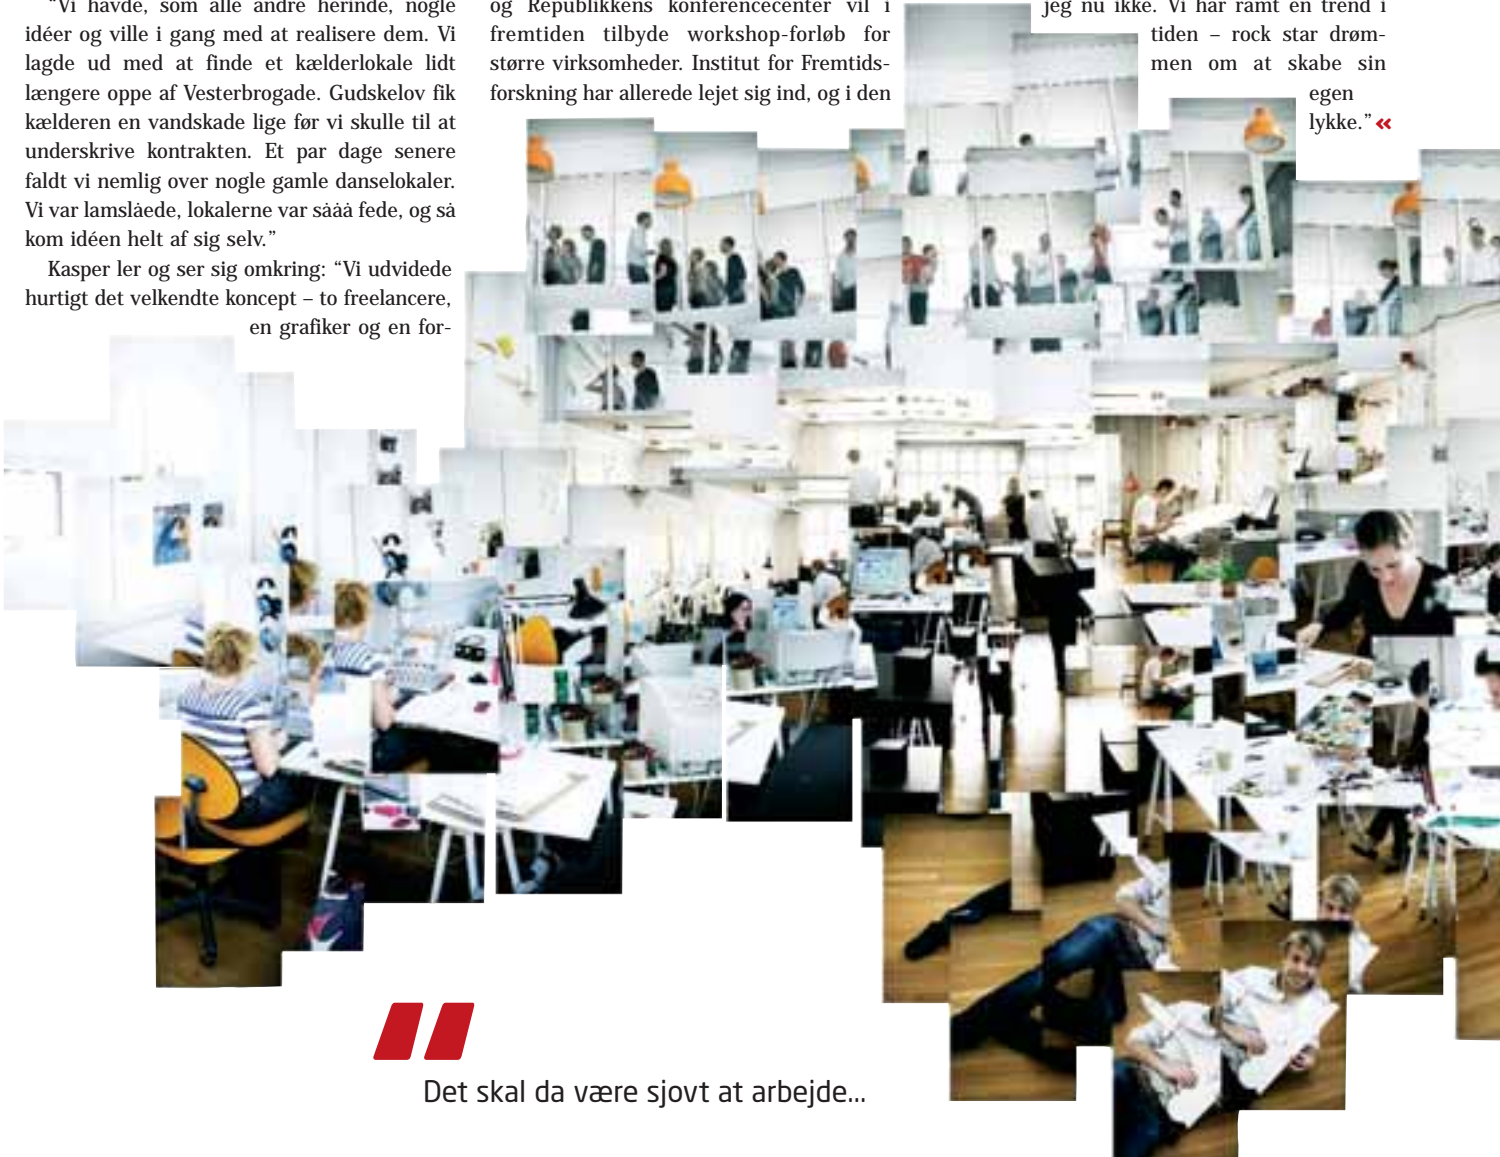 “Vi havde, som alle andre herinde, nogle
idéer og ville i gang med at realisere dem. Vi
lagde ud med at finde et kælderlokale lidt
længere oppe af Vesterbrogade. Gudskelov fik
kælderen en vandskade lige før vi skulle til at
underskrive kontrakten. Et par dage senere
faldt vi nemlig over nogle gamle danselokaler.
Vi var lamslåede, lokalerne var sååå fede, og så
kom idéen helt af sig selv.”
Kasper ler og ser sig omkring: “Vi udvidede
hurtigt det velkendte koncept – to freelancere,
en grafiker og en for-
og Republikkens konferencecenter vil i
fremtiden tilbyde workshop-forløb for
større virksomheder. Institut for Fremtids-
forskning har allerede lejet sig ind, og i den
jeg nu ikke. Vi har ramt en trend i
tiden – rock star drøm-
men om at skabe sin
egen
lykke.” «
Det skal da være sjovt at arbejde...